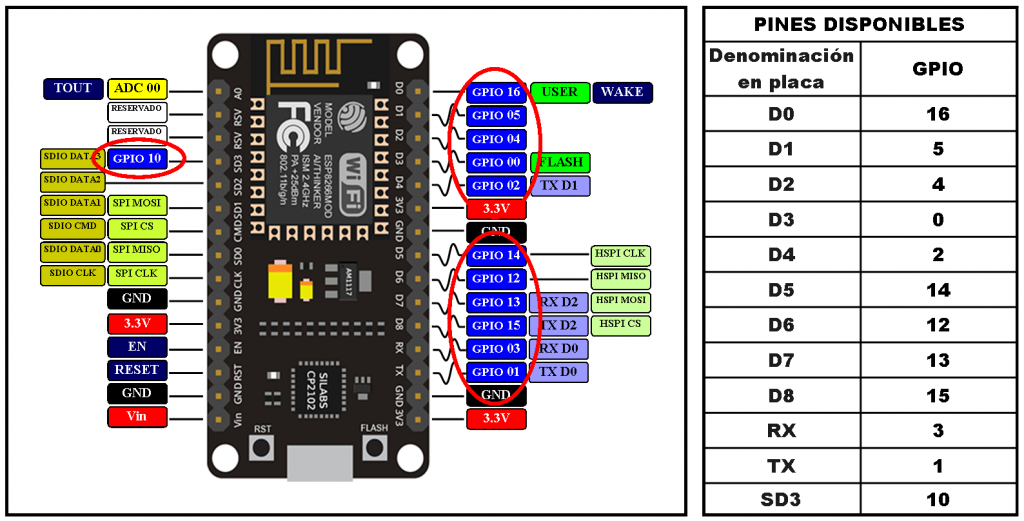 TOUT ADC 00
RESERVADO
RESERVADO
SDIO DATA3 GPIO 10
SDIO DATA2
SDIO DATA1 SPI MOSI
SDIO CMD SPI CS
SDIO DATA0 SPI MISO
SDIO CLK SPI CLK
GND
3.3V
EN
RESET
GND
Vin
A0
RSV
RSV
SD3
SD2
SD1
CMD
SD0
CLK
GND
3V3
EN
RST
GND
Vin
MODEL
VENDOR
ESP8266MOD
AI/THINKER
ISM 2.4GHz
PA +25dBm
802.11b/g/n
FC
WiFi
AM1117
SILABS
CP2102
RST
FLASH
D0
D1
D2
D3
D4
3V3
GND
D5
D6
D7
D8
RX
TX
GND
3V3
GPIO 16 USER WAKE
GPIO 05
GPIO 04
GPIO 00 FLASH
GPIO 02 TX D1
3.3V
GND
GPIO 14 HSPI CLK
GPIO 12 HSPI MISO
GPIO 13 RX D2 HSPI MOSI
GPIO 15 TX D2 HSPI CS
GPIO 03 RX D0
GPIO 01 TX D0
GND
3.3V
PINES DISPONIBLES
Denominación
en placa GPIO
D0 16
D1 5
D2 4
D3 0
D4 2
D5 14
D6 12
D7 13
D8 15
RX 3
TX 1
SD3 10